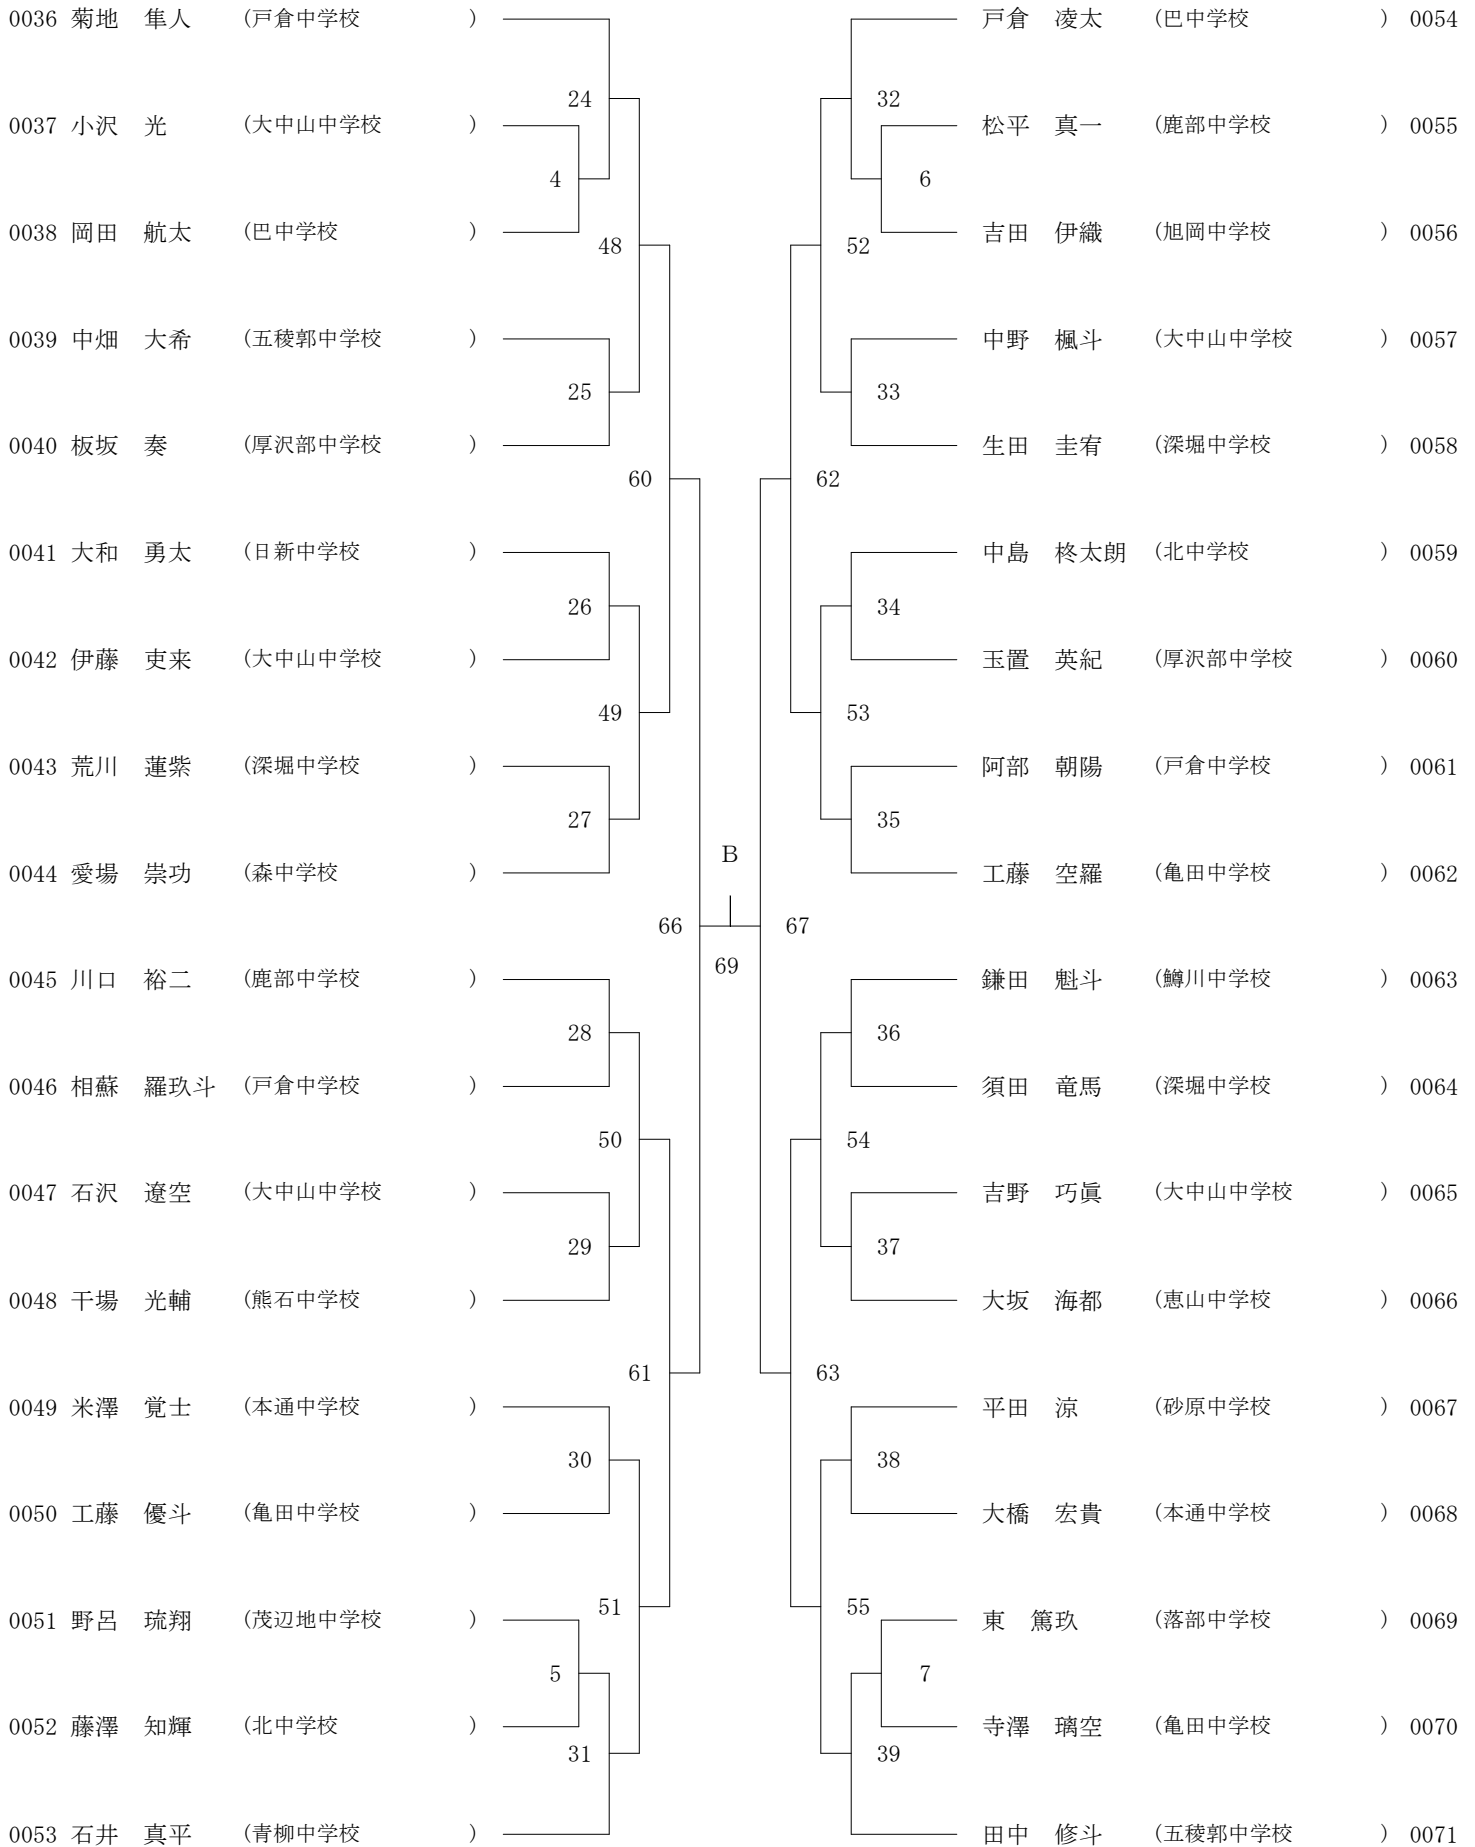 0036 菊地　隼人　(戸倉中学校　)
24
0037 小沢　光　(大中山中学校　)
4
0038 岡田　航太　(巴中学校　)
48
0039 中畑　大希　(五稜郭中学校　)
25
0040 板坂　奏　(厚沢部中学校　)
60
0041 大和　勇太　(日新中学校　)
26
0042 伊藤　吏来　(大中山中学校　)
49
0043 荒川　蓮紫　(深堀中学校　)
27
0044 愛場　崇功　(森中学校　)
66
0045 川口　裕二　(鹿部中学校　)
28
0046 相蘇　羅玖斗　(戸倉中学校　)
50
0047 石沢　遼空　(大中山中学校　)
29
0048 干場　光輔　(熊石中学校　)
61
0049 米澤　覚士　(本通中学校　)
30
0050 工藤　優斗　(亀田中学校　)
51
0051 野呂　琉翔　(茂辺地中学校　)
5
0052 藤澤　知輝　(北中学校　)
31
0053 石井　真平　(青柳中学校　)
B
69
戸倉　凌太　(巴中学校　) 0054
32
松平　真一　(鹿部中学校　) 0055
6
吉田　伊織　(旭岡中学校　) 0056
52
中野　楓斗　(大中山中学校　) 0057
33
生田　圭宥　(深堀中学校　) 0058
62
中島　柊太朗　(北中学校　) 0059
34
玉置　英紀　(厚沢部中学校　) 0060
53
阿部　朝陽　(戸倉中学校　) 0061
35
工藤　空羅　(亀田中学校　) 0062
67
鎌田　魁斗　(鱒川中学校　) 0063
36
須田　竜馬　(深堀中学校　) 0064
54
吉野　巧眞　(大中山中学校　) 0065
37
大坂　海都　(恵山中学校　) 0066
63
平田　涼　(砂原中学校　) 0067
38
大橋　宏貴　(本通中学校　) 0068
55
東　篤玖　(落部中学校　) 0069
7
寺澤　璃空　(亀田中学校　) 0070
39
田中　修斗　(五稜郭中学校　) 0071